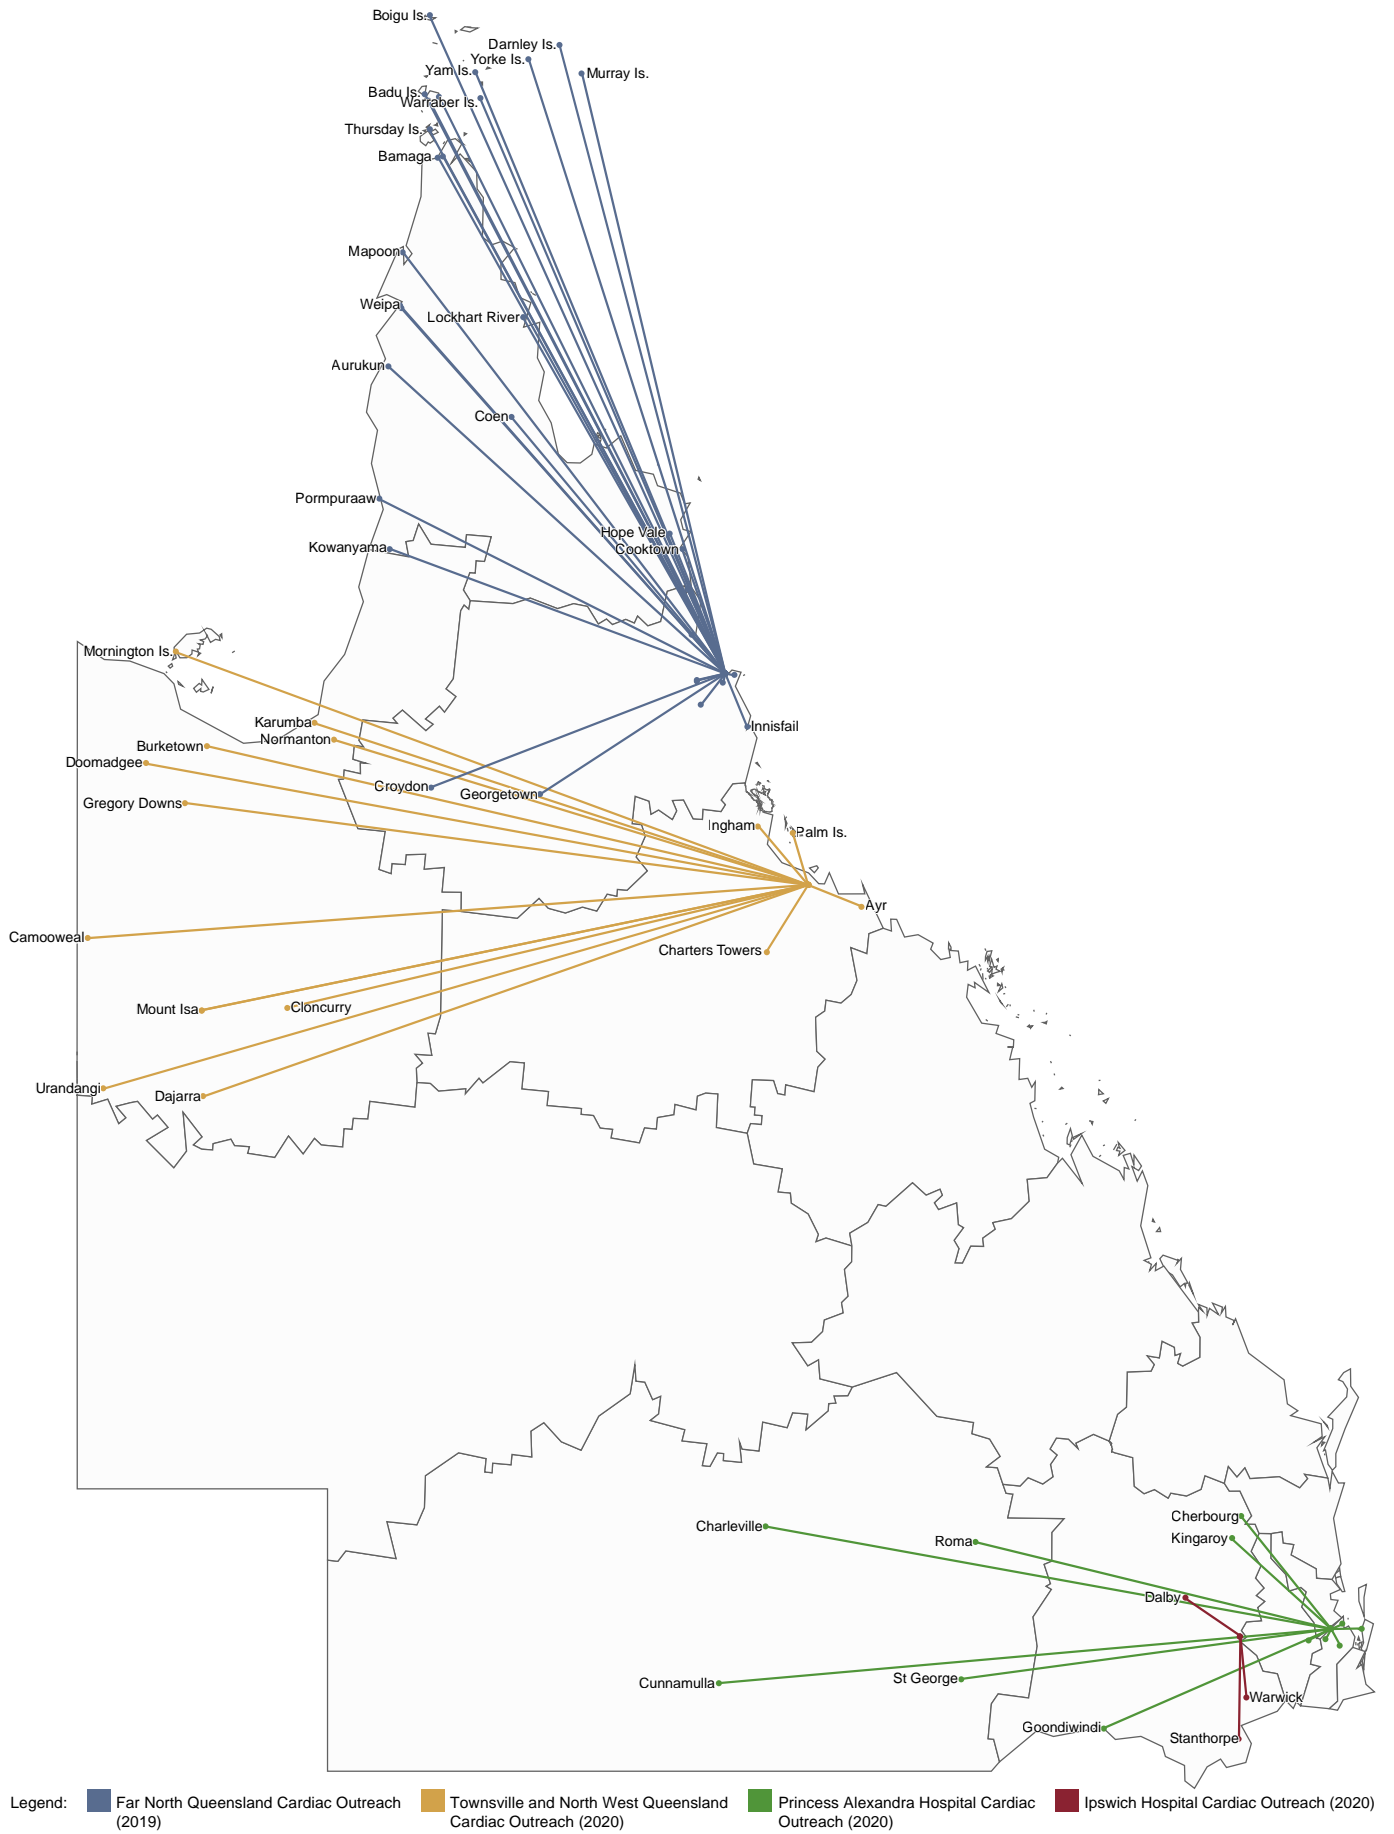 Boigu Is.
Darnley Is.
Yorke Is.
Yam Is.
Murray Is.
Badu Is.
Warraber Is.
Thursday Is.
Bamaga
Mapoon
Weipa
Lockhart River
Aurukun
Coen
Pormpuraaw
Hope Vale
Kowanyama
Cooktown
Mornington Is.
Karumba
Innisfail
Normanton
Burketown
Doomadgee
Croydon
Georgetown
Gregory Downs
Ingham
Palm Is.
Ayr
Camooweal
Charters Towers
Mount Isa
Cloncurry
Urandangi
Dajarra
Cherbourg
Charleville
Roma
Kingaroy
Dalby
Cunnamulla
St George
Warwick
Goondiwindi
Stanthorpe
Legend:
Far North Queensland Cardiac Outreach
(2019)
Townsville and North West Queensland
Cardiac Outreach (2020)
Princess Alexandra Hospital Cardiac
Outreach (2020)
Ipswich Hospital Cardiac Outreach (2020)